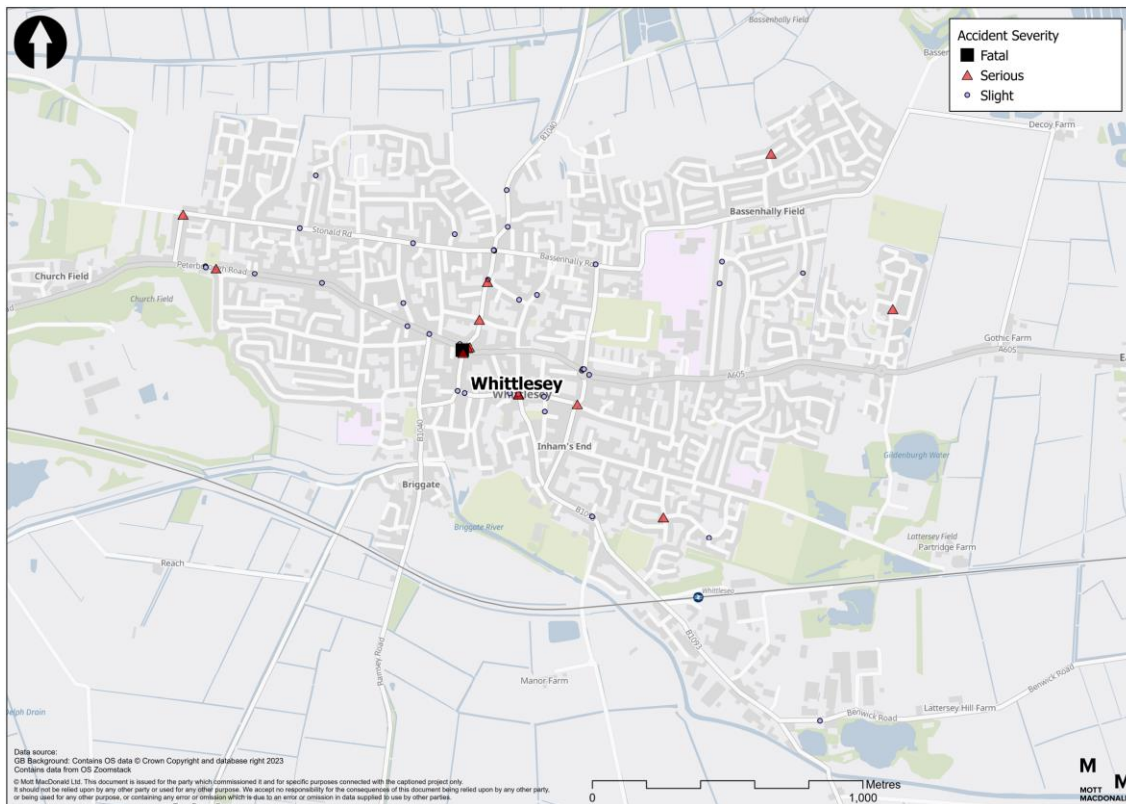 Bassenhally Field
Accident Severity
Fatal
Serious
Slight
B1040
Decoy Farm
Bassenhally Field
Stonald Rd
Church Field
Church Field
Gothic Farm
A605
A605
Whittlesey
Whittlesey
B1040
Inham's End
Gildenburgh Water
Briggate
Briggate River
Lattersey Field
Partridge Farm
Reach
Whittlesey
B1093
Ramsey Road
Manor Farm
Benwick Road
Lattersey Hill Farm
Benwick Road
Data source:
GB Background: Contains OS data © Crown Copyright and database right 2023
Contains data from OS Zoomstack
© Mott MacDonald Ltd. This document is issued for the party which commissioned it and for specific purposes connected with the captioned project only.
It should not be relied upon by any other party or used for any other purpose. We accept no responsibility for the consequences of this document being relied upon by any other party,
or being used for any other purpose, or containing any error or omission which is due to an error or omission in data supplied to use by other parties.
Metres
0
1,000
M
MOTT
M
MACDONALD